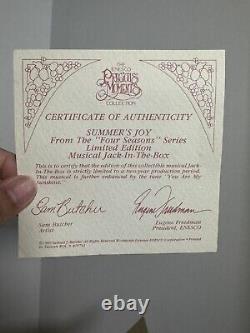 THE
ENESCO
PRECIOUS
MOMENTS
COLLECTION
CERTIFICATE OF AUTHENTICITY
SUMMER'S JOY
From The "Four Seasons" Series
Limited Edition
Musical Jack-In-The-Box
This is to certify that the edition of this collectible musical Jack-
In-The-Box is strictly limited to a two-year production period.
This musical is further enhanced by the tune 'You Are My
Sunshine'.
Sam Butcher
Eugene Freedman
Sam Butcher
Artist
Eugene Freedman
President, ENESCO
All Rights Reserved